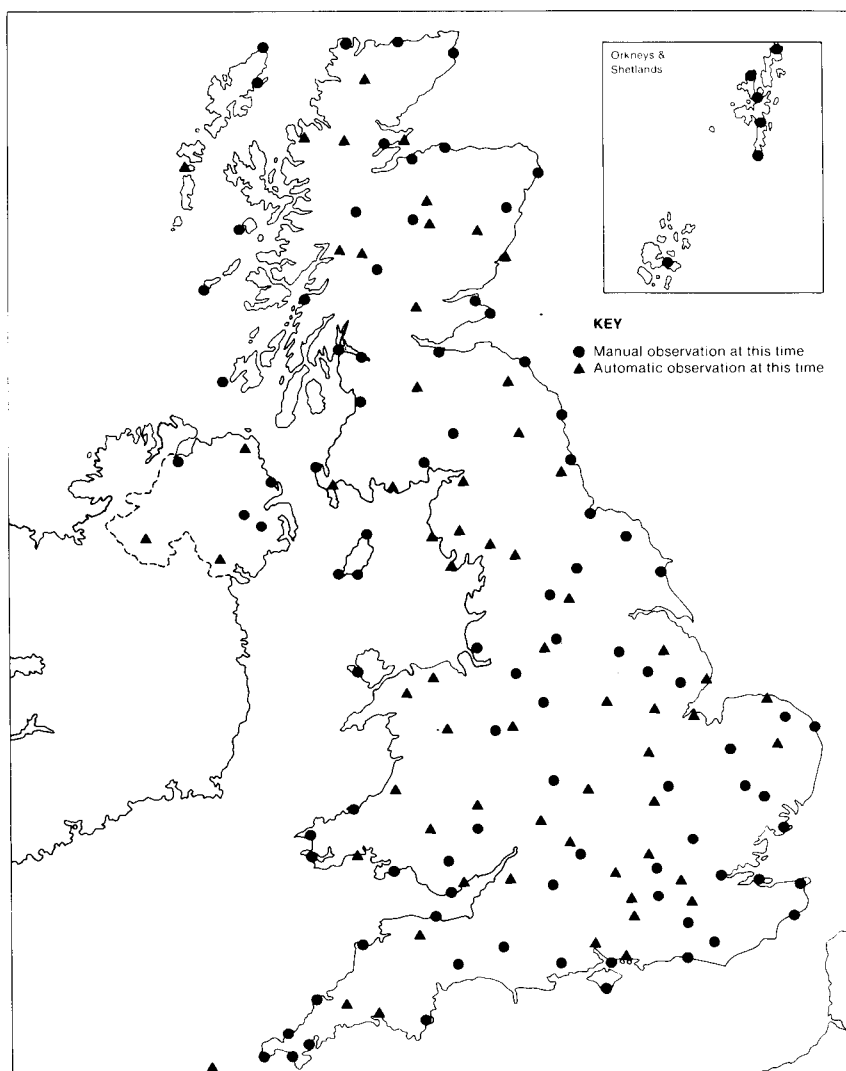 Orkneys &
Shetlands
KEY
Manual observation at this time
Automatic observation at this time